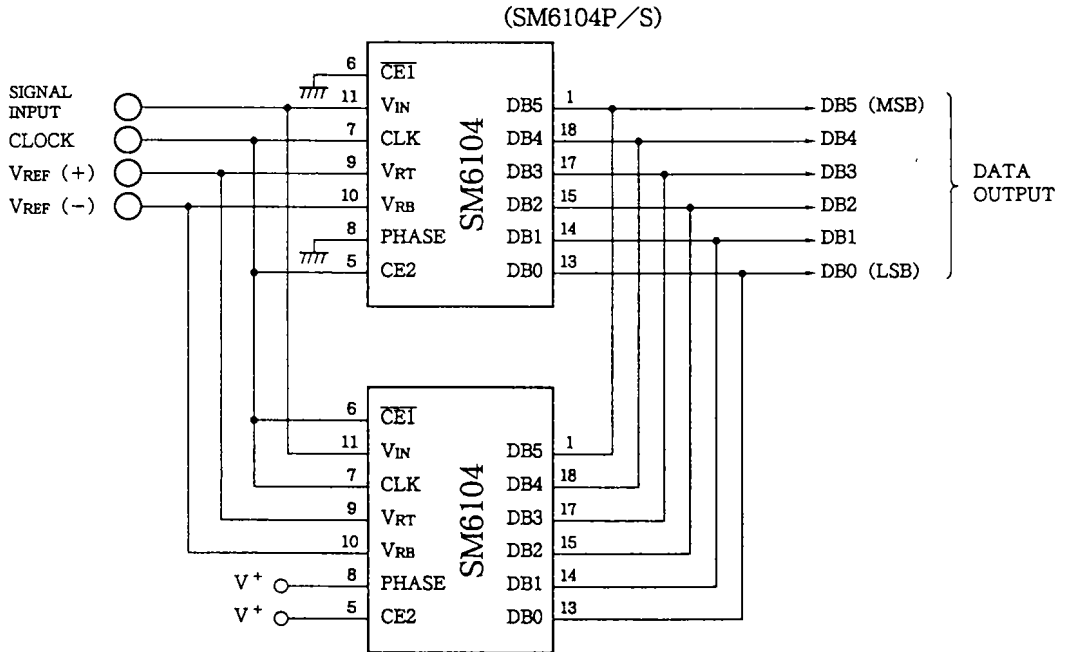 (SM6104P/S)
SIGNAL
INPUT
CLOCK
VREF (+)
VREF (-)
6 CE1
11 VIN
7 CLK
9 VRT
10 VRB
8 PHASE
5 CE2
SM6104
DB5 1
DB4 18
DB3 17
DB2 15
DB1 14
DB0 13
DB5 (MSB)
DB4
DB3
DB2
DB1
DB0 (LSB)
DATA
OUTPUT
6 CE1
11 VIN
7 CLK
9 VRT
10 VRB
V+ 8 PHASE
V+ 5 CE2
SM6104
DB5 1
DB4 18
DB3 17
DB2 15
DB1 14
DB0 13